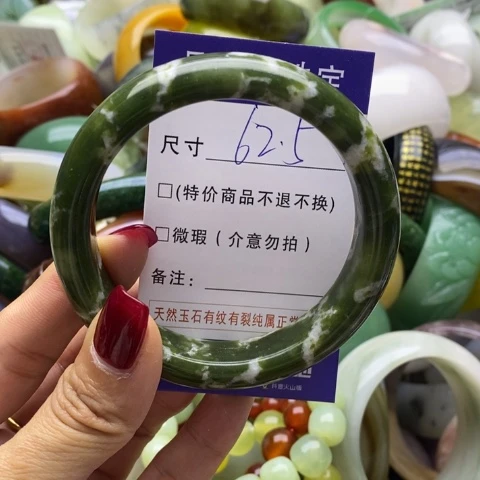 尺寸 62.5
□(特价商品不退不换)
□微瑕(介意勿拍)
备注:
天然玉石有纹有裂纯属正常